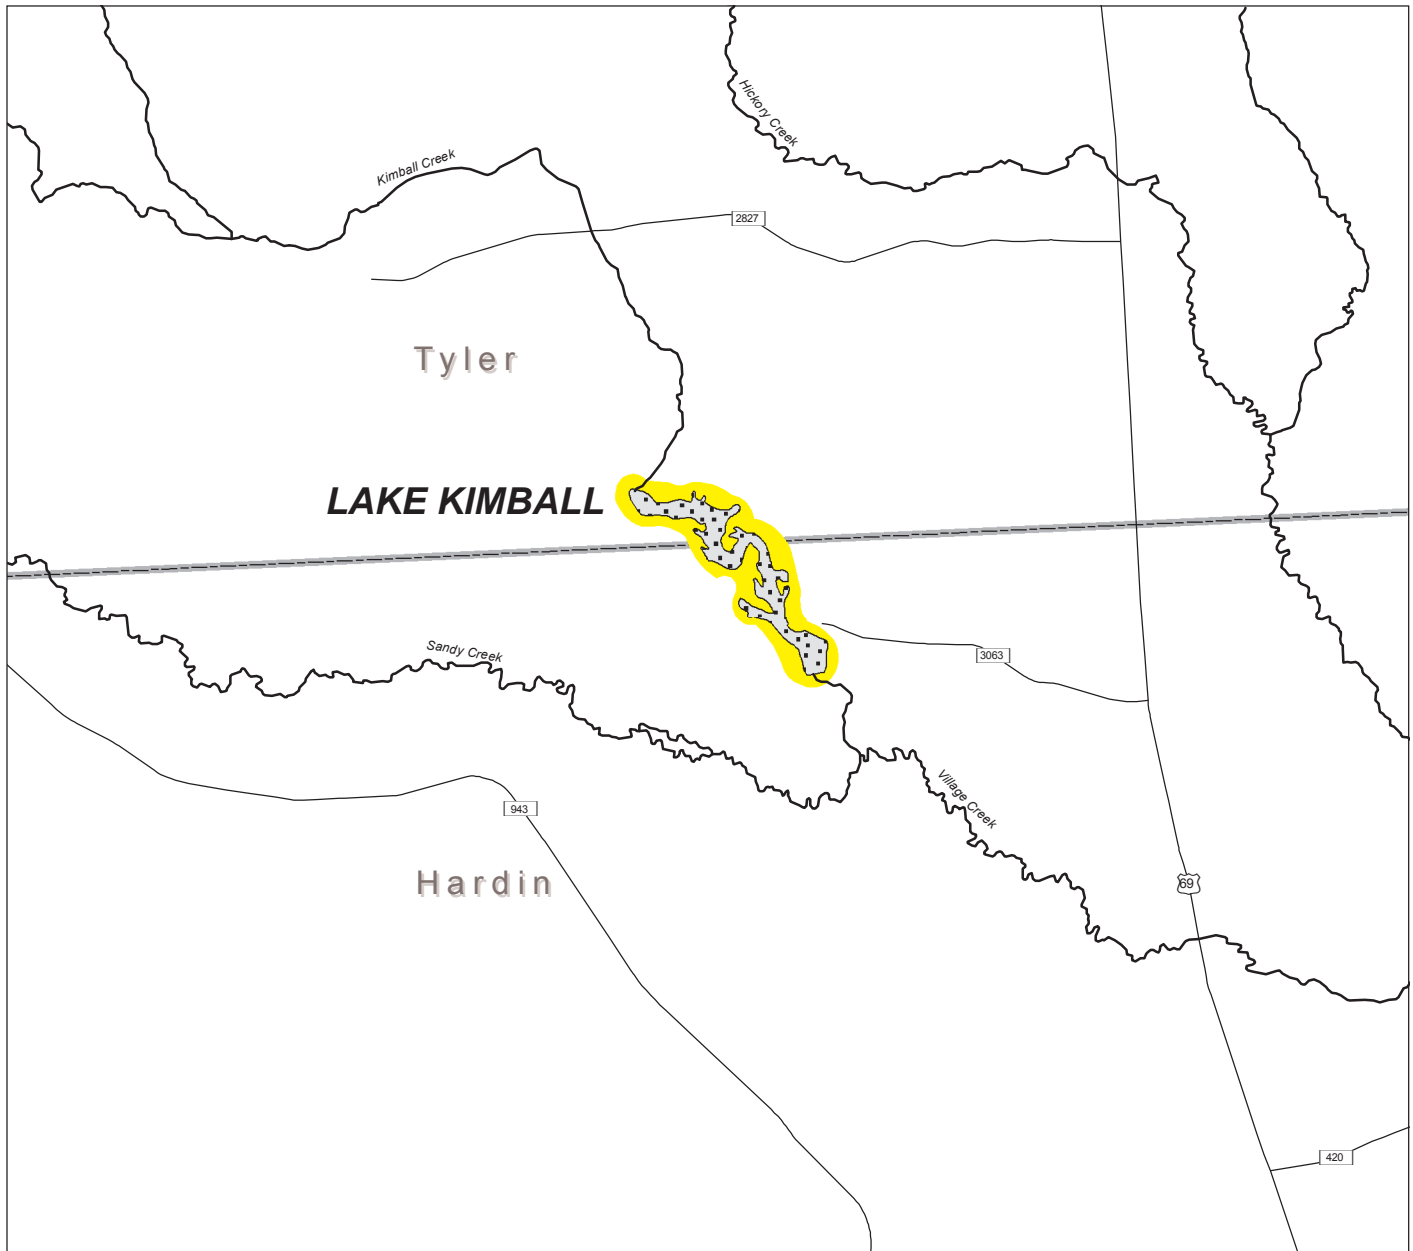 Hickory Creek
Kimball Creek
2827
Tyler
LAKE KIMBALL
Sandy Creek
3063
Village Creek
943
Hardin
69
420